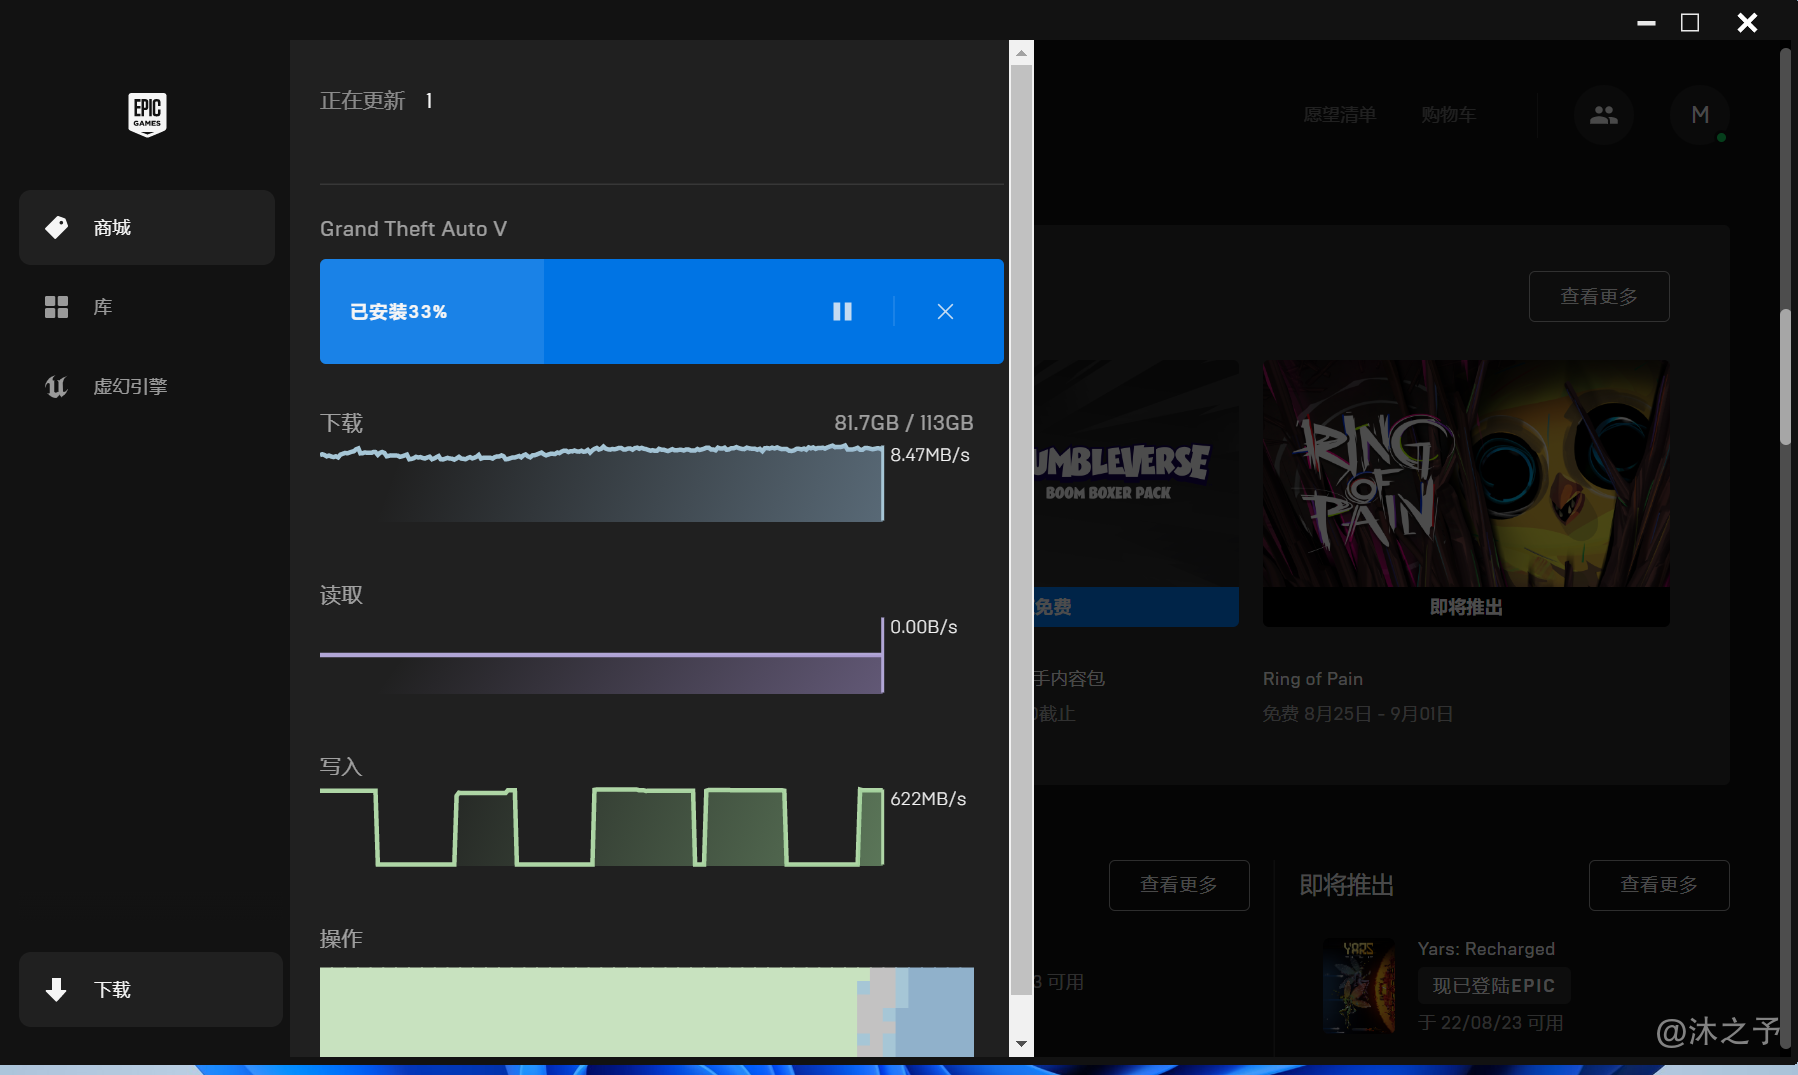 EPIC
GAMES
商城
库
虚幻引擎
下载
正在更新 1
Grand Theft Auto V
已安装33%
下载 81.7GB / 113GB
8.47MB/s
读取
0.00B/s
写入
622MB/s
操作
愿望清单 购物车 M
查看更多
UMBLEVERSE
BOOM BOXER PACK
免费
手内容包
截止
RING
OF
PAIN
即将推出
Ring of Pain
免费 8月25日 - 9月01日
查看更多
3 可用
即将推出 查看更多
YARS
Yars: Recharged
现已登陆EPIC
于 22/08/23 可用
@沐之予